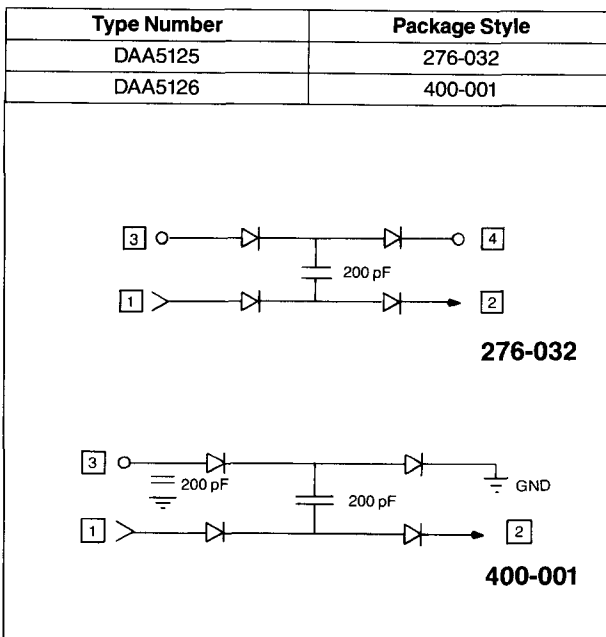 Type Number Package Style
DAA5125 276-032
DAA5126 400-001
3 4
200 pF
1 2
276-032
3
200 pF
GND
200 pF
1 2
400-001